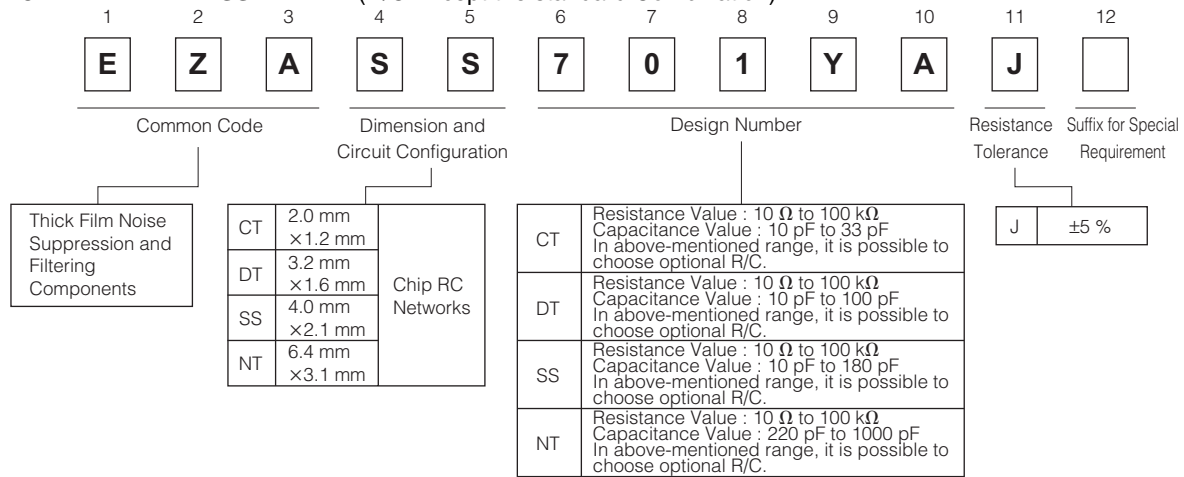 1 2 3 4 5 6 7 8 9 10 11 12
E Z A S S 7 0 1 Y A J
Common Code
Dimension and
Circuit Configuration
Design Number
Resistance
Tolerance
Suffix for Special
Requirement
Thick Film Noise
Suppression and
Filtering
Components
CT
2.0 mm
×1.2 mm
DT
3.2 mm
×1.6 mm
SS
4.0 mm
×2.1 mm
NT
6.4 mm
×3.1 mm
Chip RC
Networks
CT
Resistance Value : 10 Ω to 100 kΩ
Capacitance Value : 10 pF to 33 pF
In above-mentioned range, it is possible to
choose optional R/C.
DT
Resistance Value : 10 Ω to 100 kΩ
Capacitance Value : 10 pF to 100 pF
In above-mentioned range, it is possible to
choose optional R/C.
SS
Resistance Value : 10 Ω to 100 kΩ
Capacitance Value : 10 pF to 180 pF
In above-mentioned range, it is possible to
choose optional R/C.
NT
Resistance Value : 10 Ω to 100 kΩ
Capacitance Value : 220 pF to 1000 pF
In above-mentioned range, it is possible to
choose optional R/C.
J ±5 %